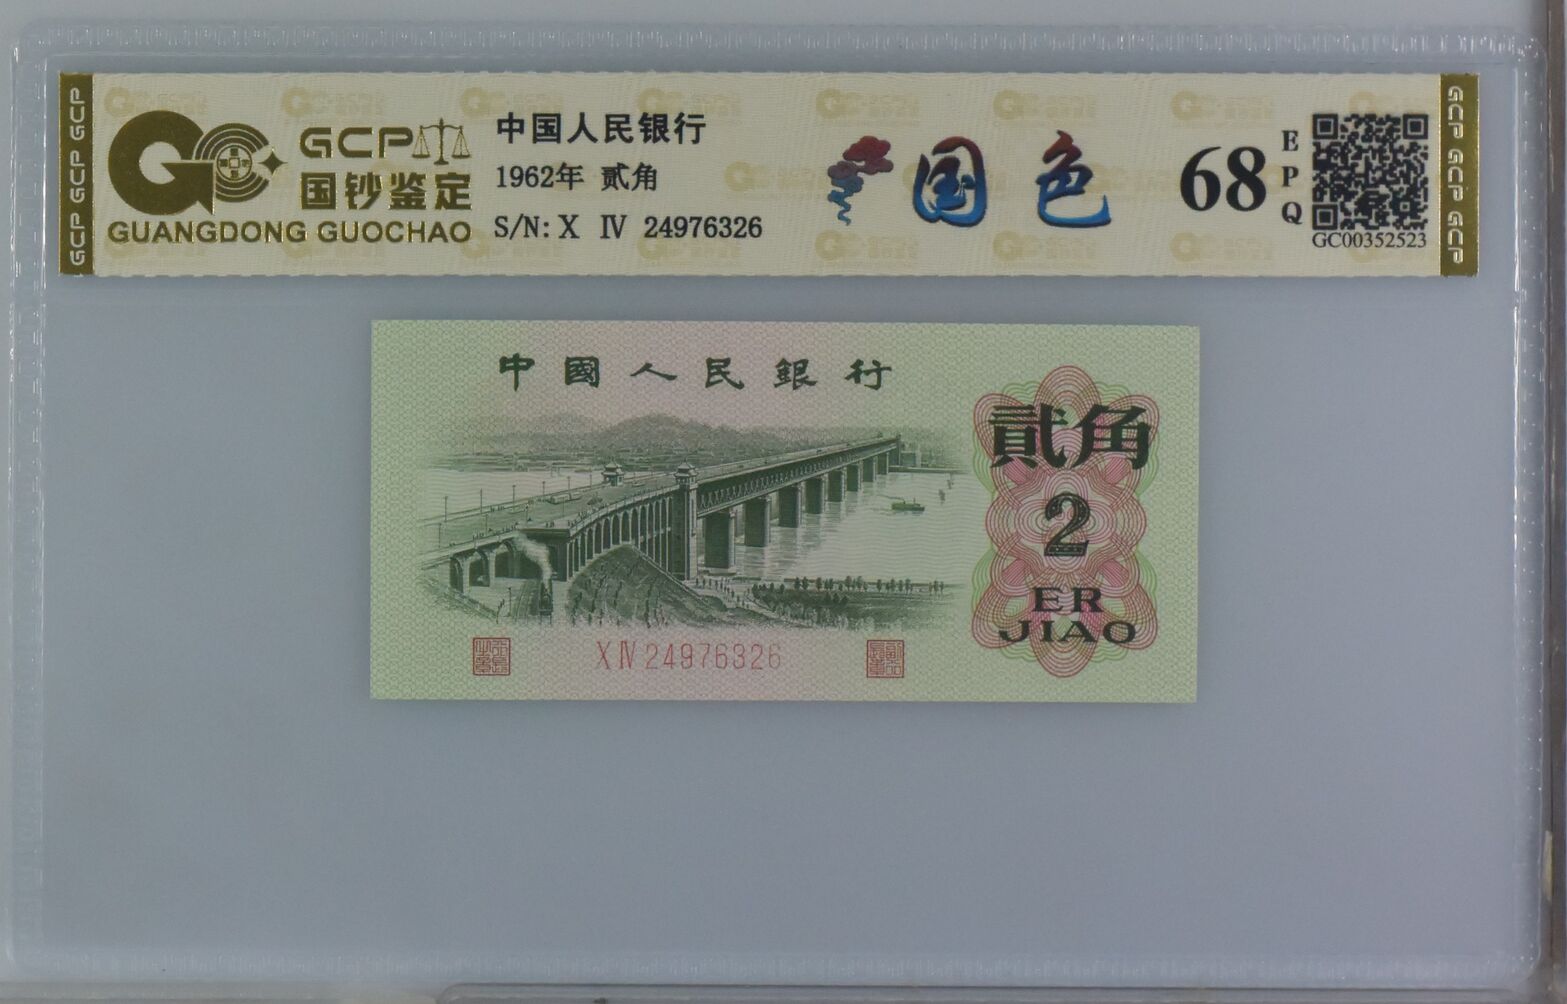 GCP GCP GCP
GCP
国钞鉴定
GUANGDONG GUOCHAO
中国人民银行
1962年 贰角
S/N: X Ⅳ 24976326
国色
68
EPQ
GC00352523
GCP GCP GCP
中國人民銀行
貳角
2
ER
JIAO
X Ⅳ 24976326